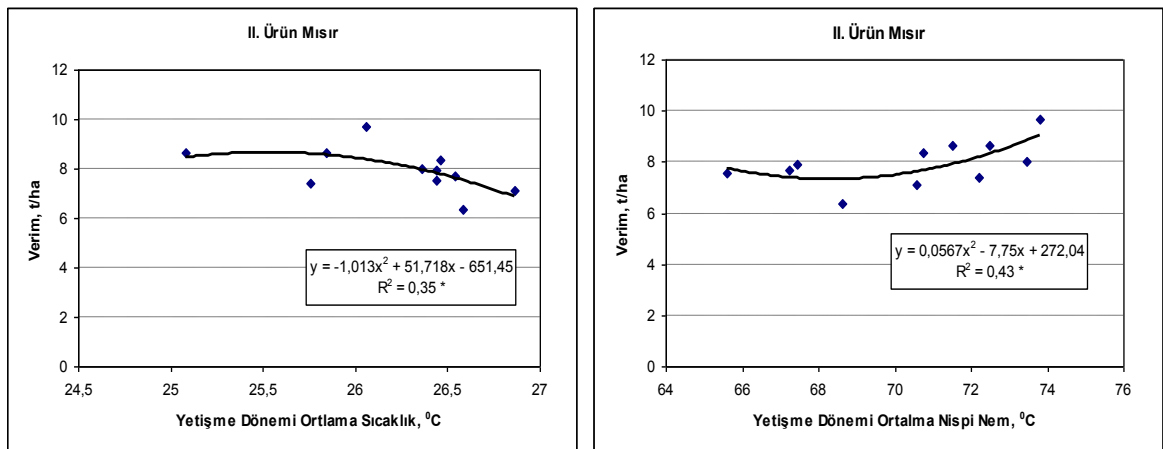 II. Ürün Mısır
12
10
8
6
4
2
0
24,5 25 25,5 26 26,5 27
Verim, t/ha
y = -1,013x² + 51,718x - 651,45
R² = 0,35 *
Yetişme Dönemi Ortlama Sıcaklık, ⁰C
II. Ürün Mısır
12
10
8
6
4
2
0
64 66 68 70 72 74 76
Verim, t/ha
y = 0,0567x² - 7,75x + 272,04
R² = 0,43 *
Yetişme Dönemi Ortalma Nispi Nem, ⁰C